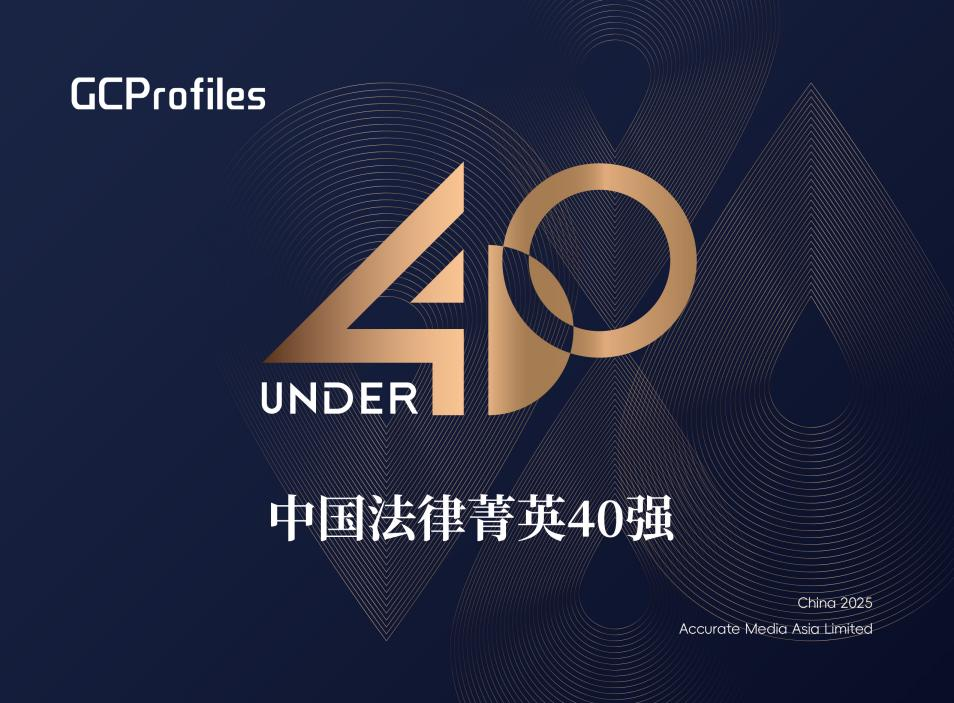 GCProfiles
40
UNDER
中国法律菁英40强
China 2025
Accurate Media Asia Limited